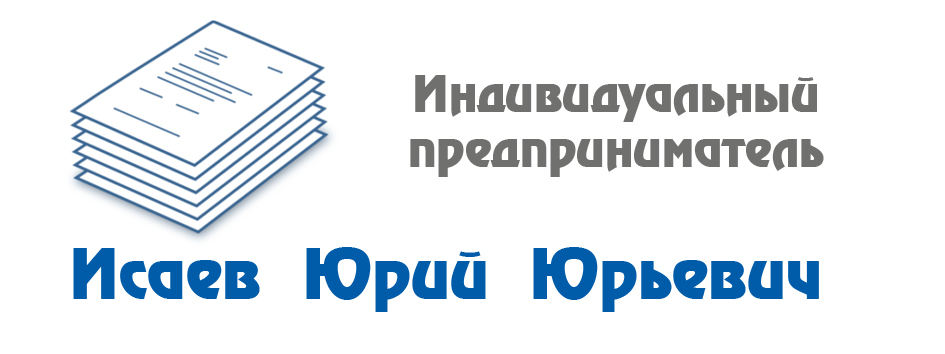 Индивидуальный
предприниматель
Исаев Юрий Юрьевич